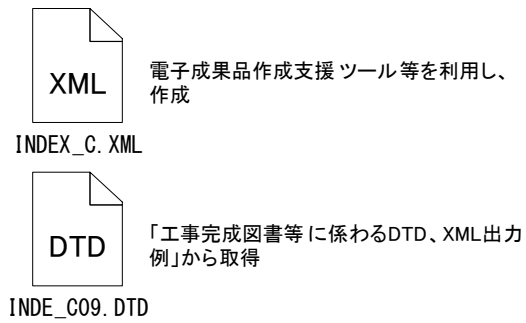 XML
電子成果品作成支援ツール等を利用し、
作成
INDEX_C.XML
DTD
「工事完成図書等に係わるDTD、XML出力
例」から取得
INDE_C09.DTD